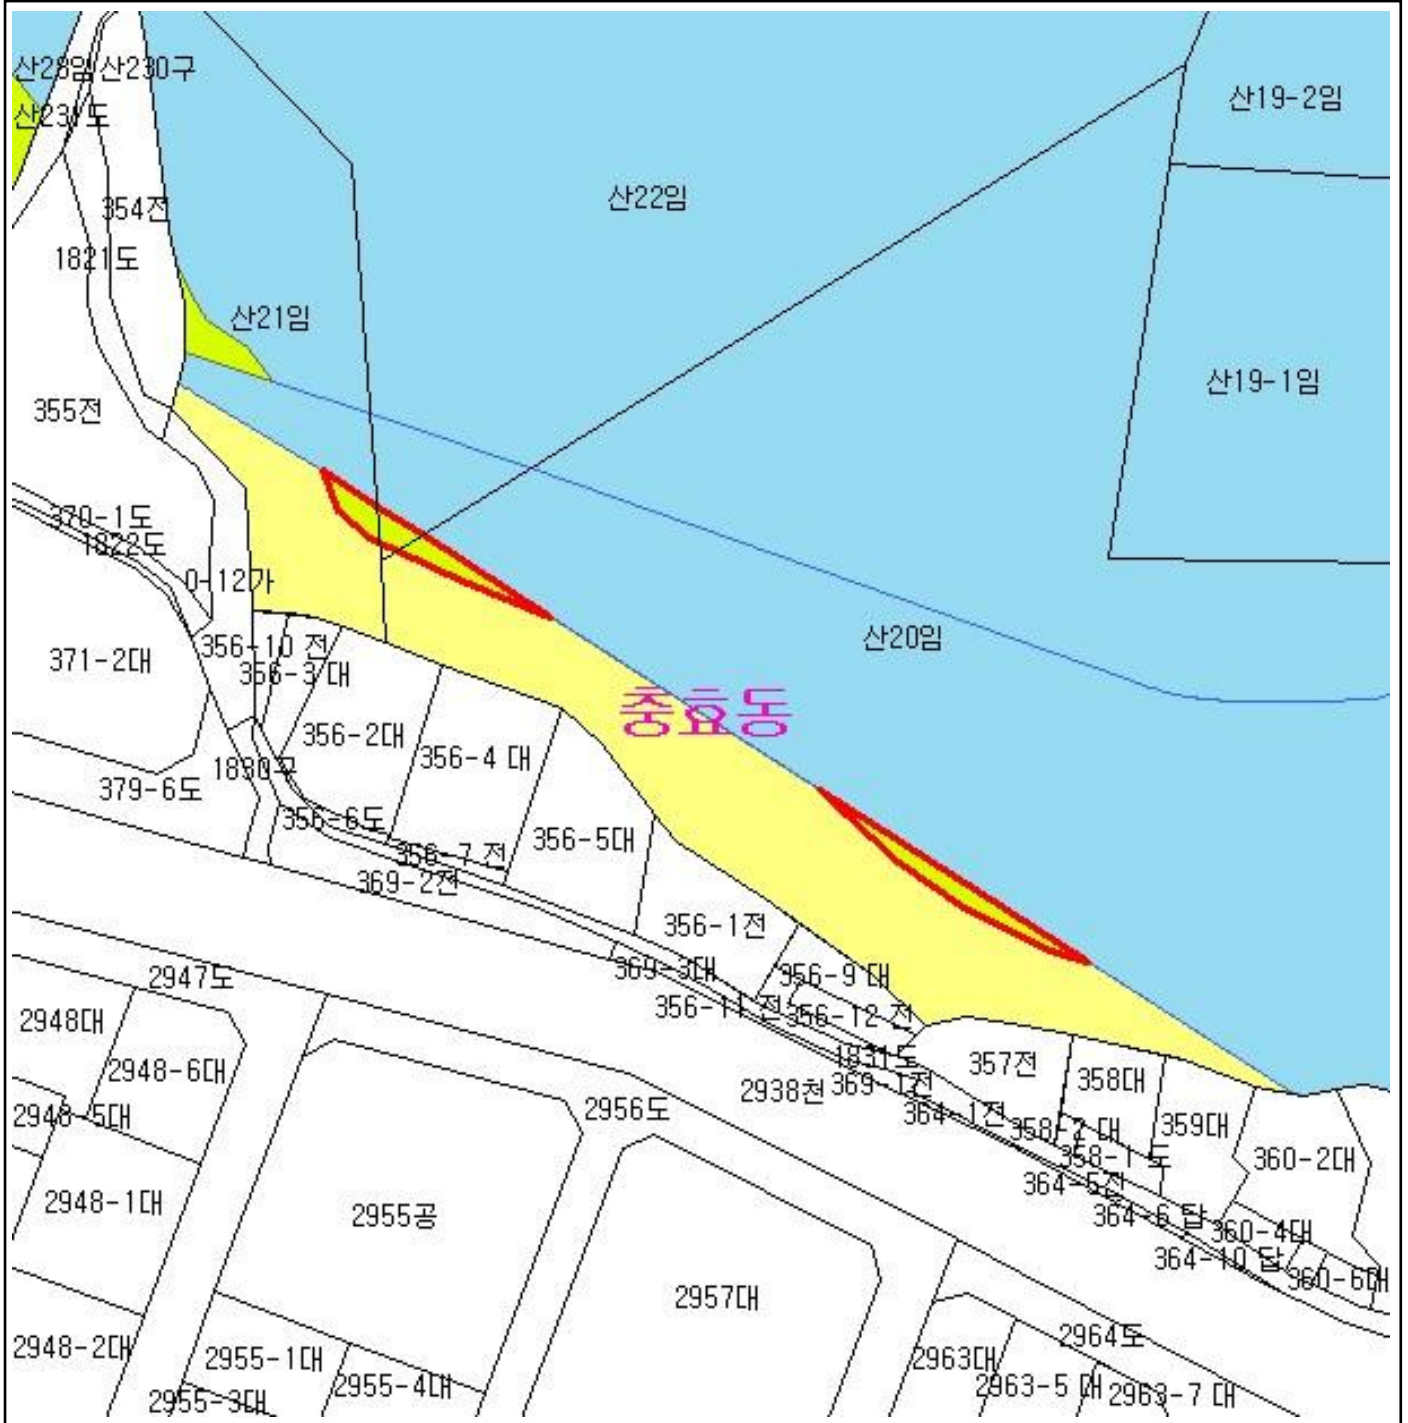 산28임
산230구
산19-2임
산231도
산22임
354전
1821도
산21임
산19-1임
355전
370-1도
1822도
0-12가
산20임
356-10 전
371-2대
356-3 대
충효동
356-2대
356-4 대
1830구
379-6도
356-6도
356-5대
356-7 전
369-2전
356-1전
369-3대
356-9 대
2947도
356-11 전
356-12 전
2948대
1831도
357전
2948-6대
358대
369-1전
2938천
2956도
364-1전
2948-5대
359대
358-2 대
358-1 도
360-2대
364-5전
2948-1대
2955공
364-6 답
360-4대
364-10 답
360-6대
2957대
2964도
2948-2대
2955-1대
2963대
2955-4대
2963-5 대
2963-7 대
2955-3대